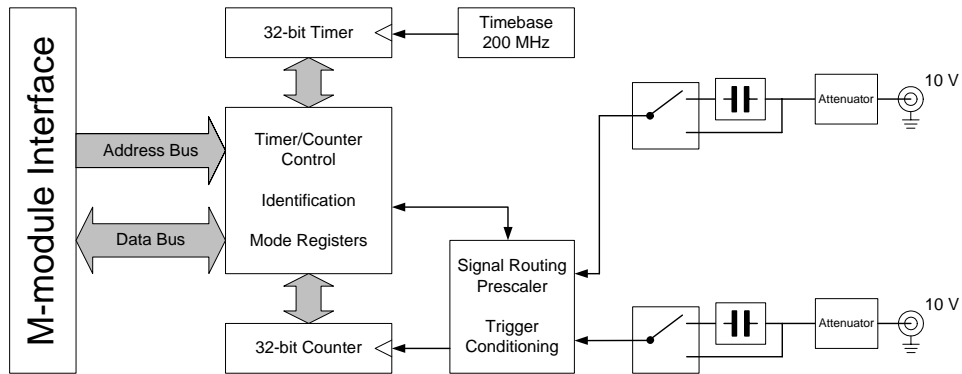 M-module Interface
32-bit Timer
Timebase
200 MHz
Address Bus
Data Bus
Timer/Counter
Control
Identification
Mode Registers
32-bit Counter
Signal Routing
Prescaler
Trigger
Conditioning
Attenuator
10 V
Attenuator
10 V